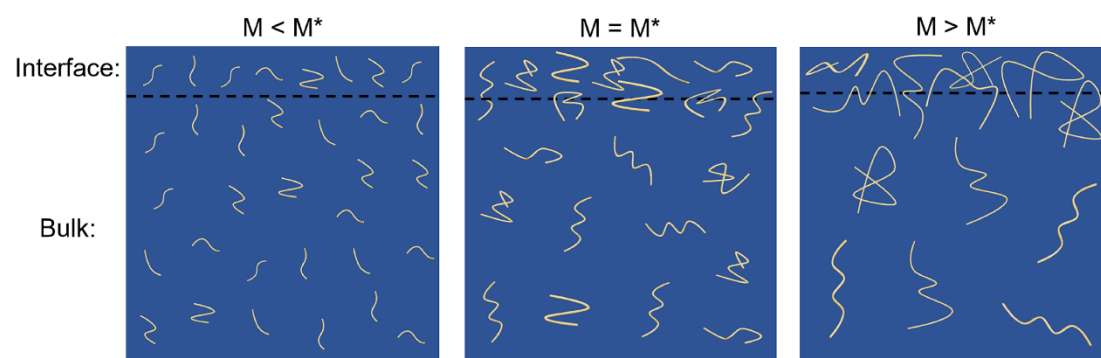 M < M* M = M* M > M*
Interface:
Bulk: